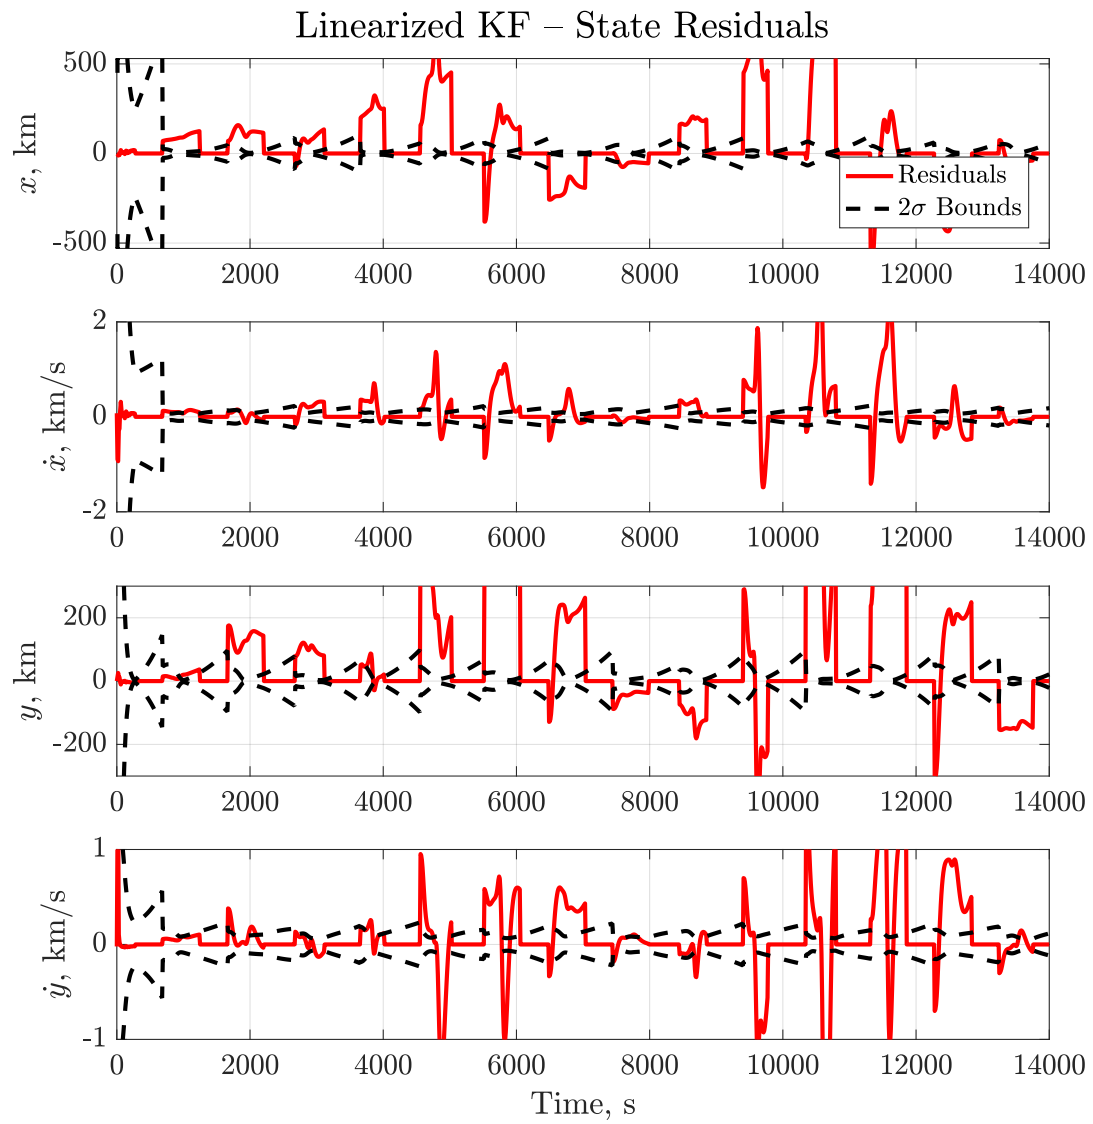 Linearized KF – State Residuals
500
0
-500
x, km
Residuals
2σ Bounds
0 2000 4000 6000 8000 10000 12000 14000
2
0
-2
ẋ, km/s
0 2000 4000 6000 8000 10000 12000 14000
200
0
-200
y, km
0 2000 4000 6000 8000 10000 12000 14000
1
0
-1
ẏ, km/s
0 2000 4000 6000 8000 10000 12000 14000
Time, s